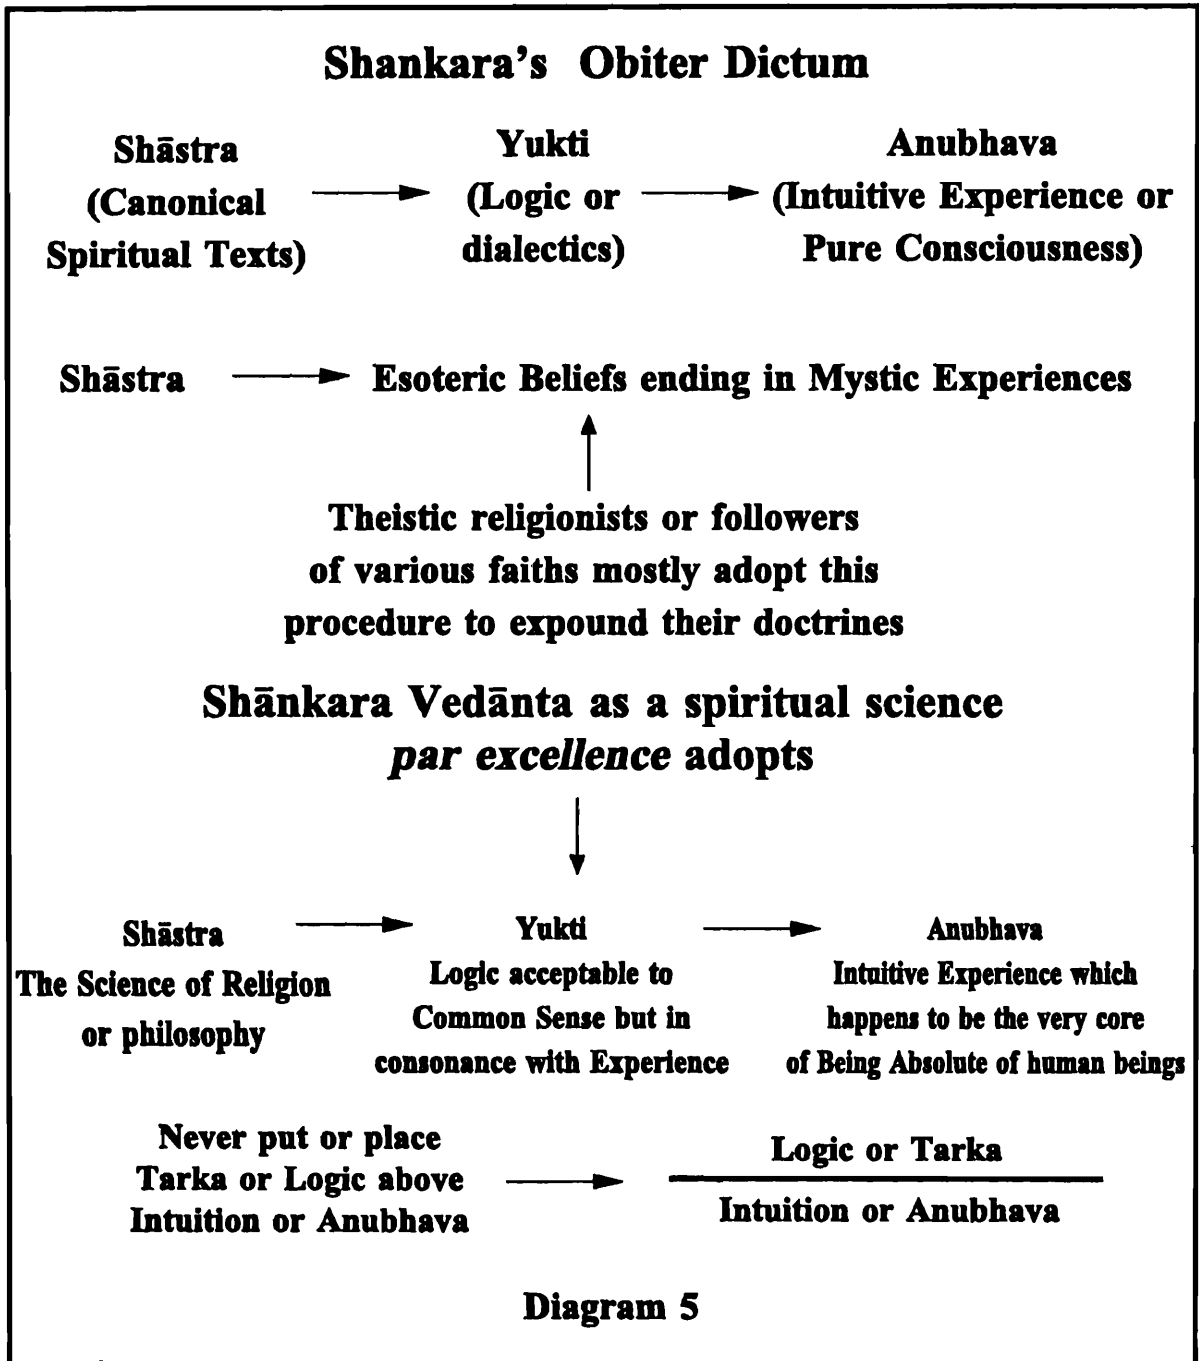 Shankara's Obiter Dictum
Shāstra
(Canonical
Spiritual Texts)
Yukti
(Logic or
dialectics)
Anubhava
(Intuitive Experience or
Pure Consciousness)
Shāstra
Esoteric Beliefs ending in Mystic Experiences
Theistic religionists or followers
of various faiths mostly adopt this
procedure to expound their doctrines
Shānkara Vedānta as a spiritual science
par excellence adopts
Shāstra
The Science of Religion
or philosophy
Yukti
Logic acceptable to
Common Sense but in
consonance with Experience
Anubhava
Intuitive Experience which
happens to be the very core
of Being Absolute of human beings
Never put or place
Tarka or Logic above
Intuition or Anubhava
Logic or Tarka
Intuition or Anubhava
Diagram 5